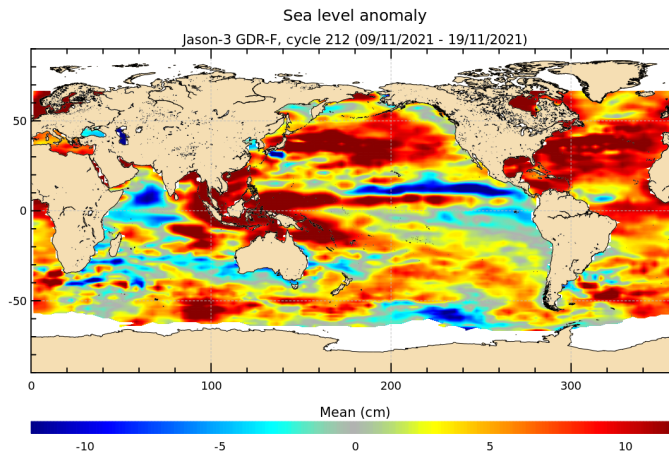 Sea level anomaly
Jason-3 GDR-F, cycle 212 (09/11/2021 - 19/11/2021)
50
0
-50
0 100 200 300
Mean (cm)
-10 -5 0 5 10